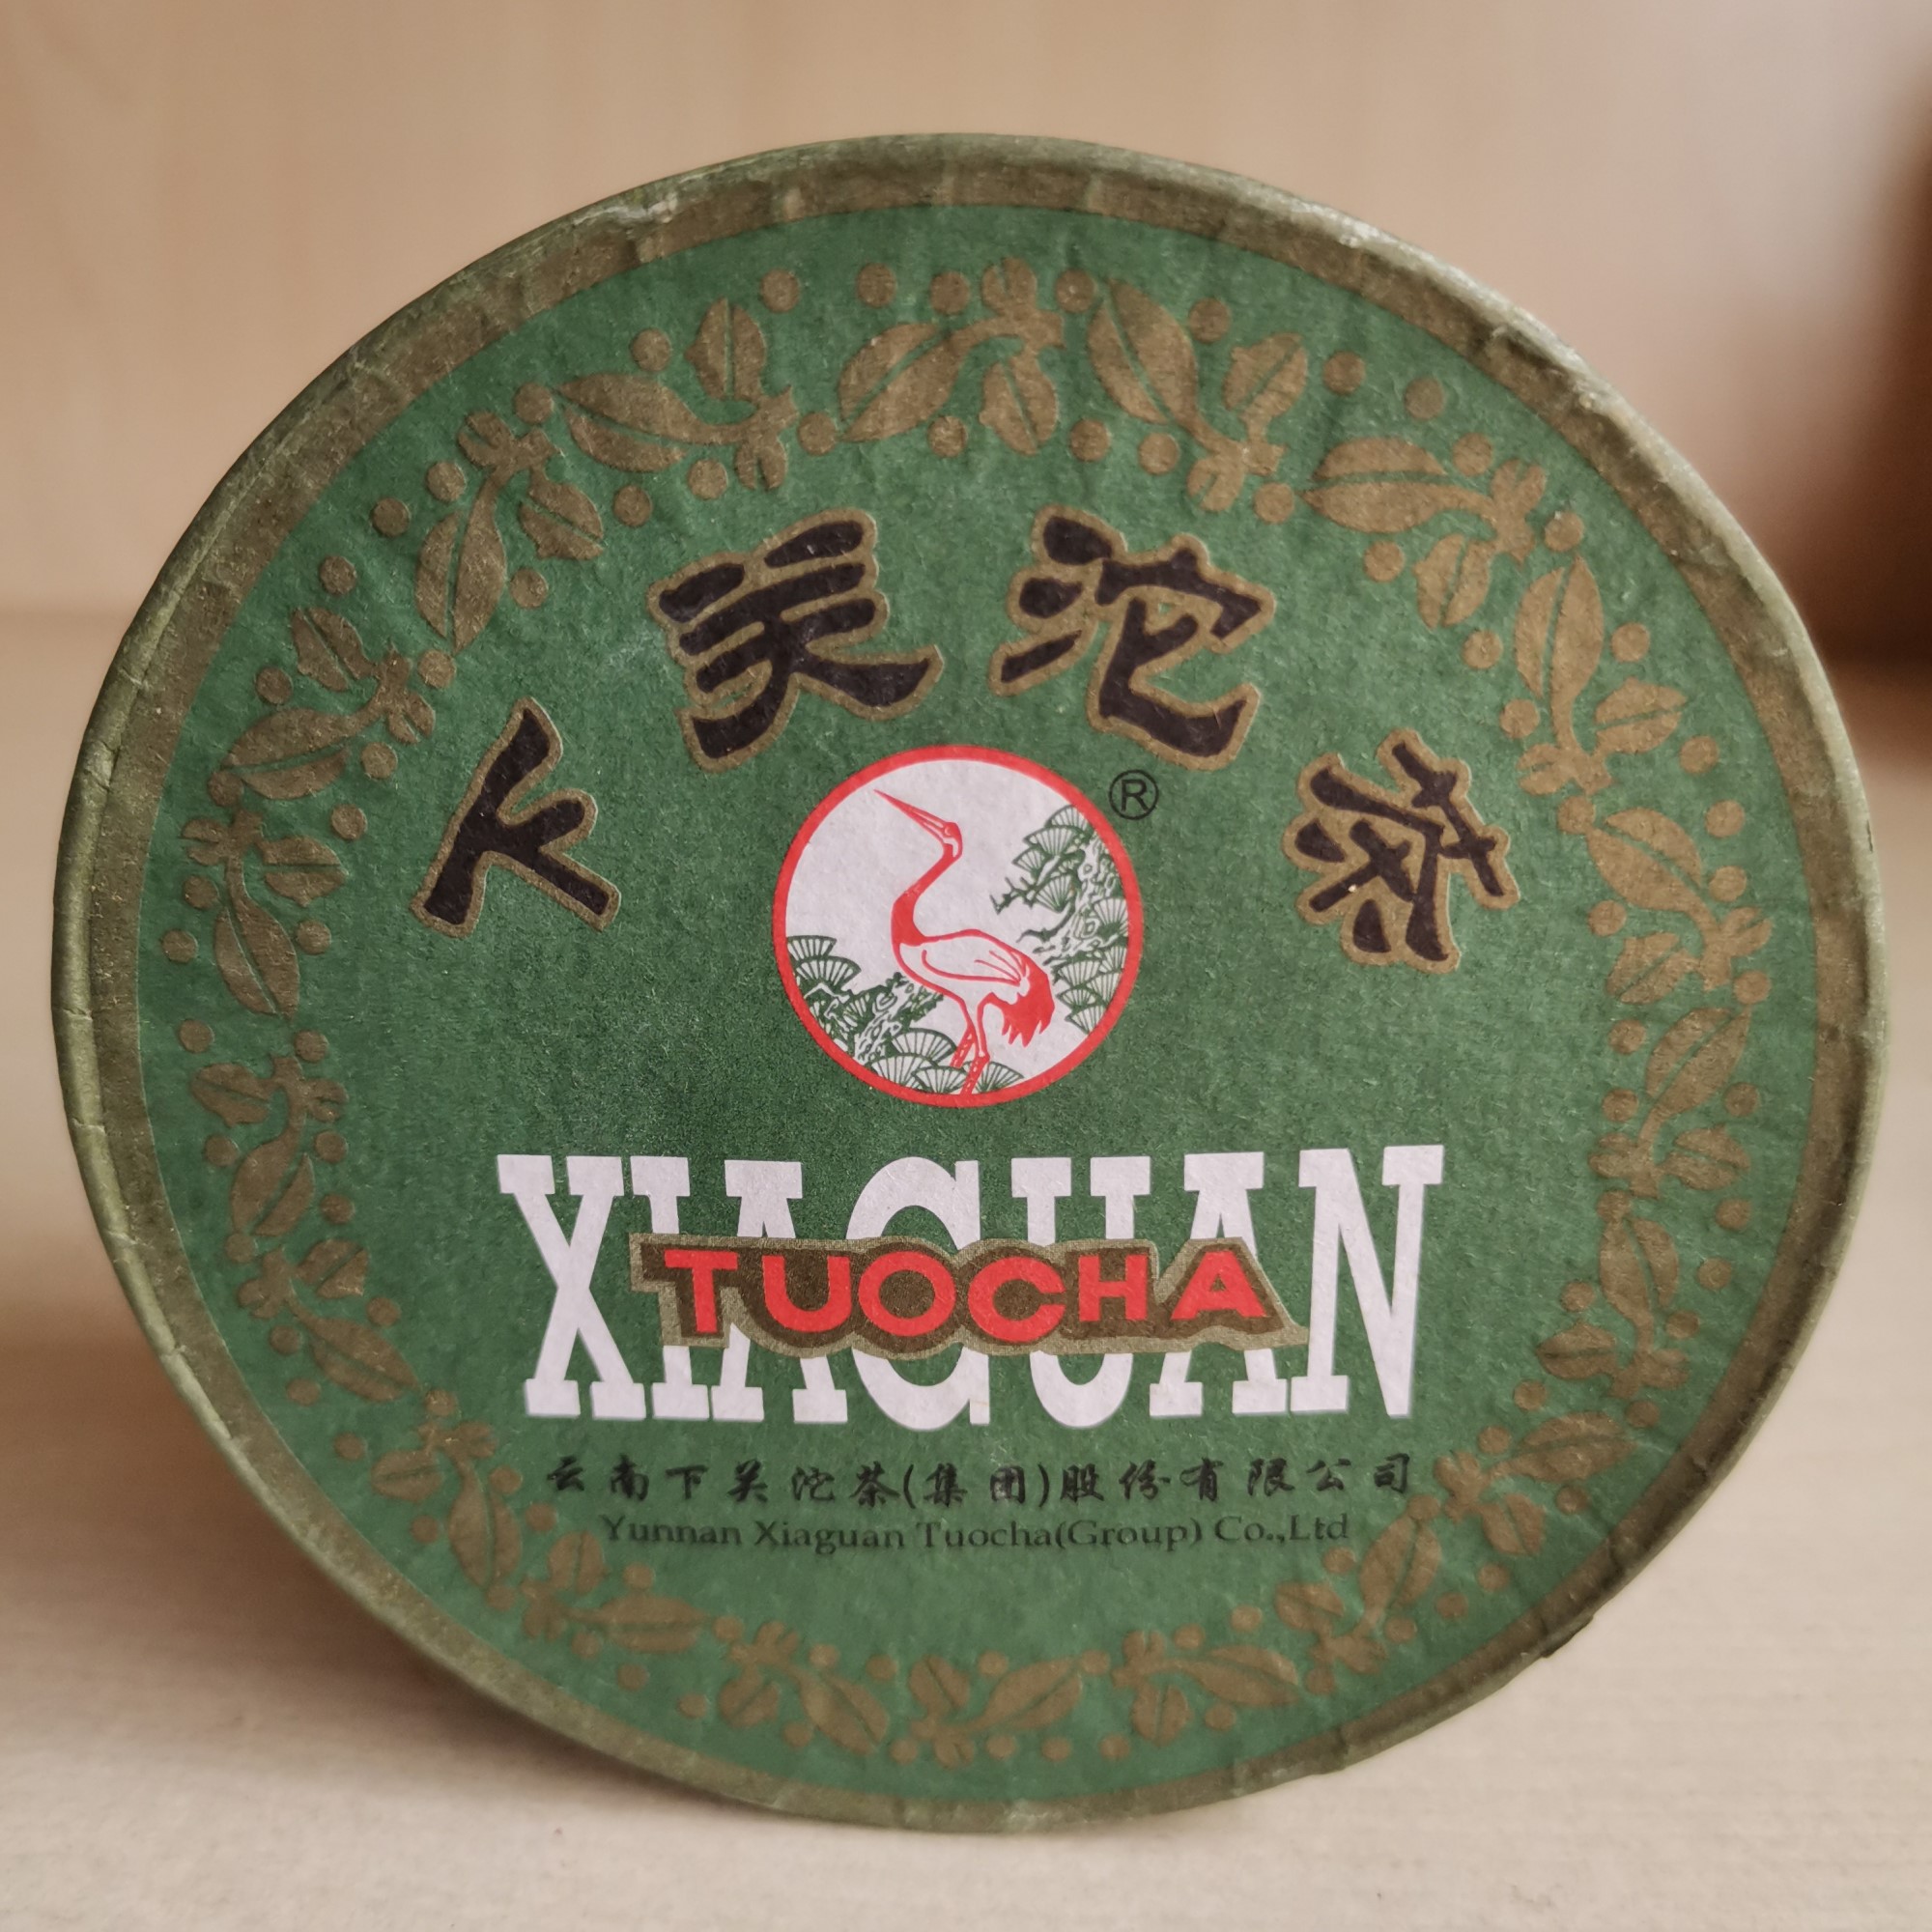 下关沱茶
®
XIAGUAN
TUOCHA
云南下关沱茶(集团)股份有限公司
Yunnan Xiaguan Tuocha(Group) Co.,Ltd